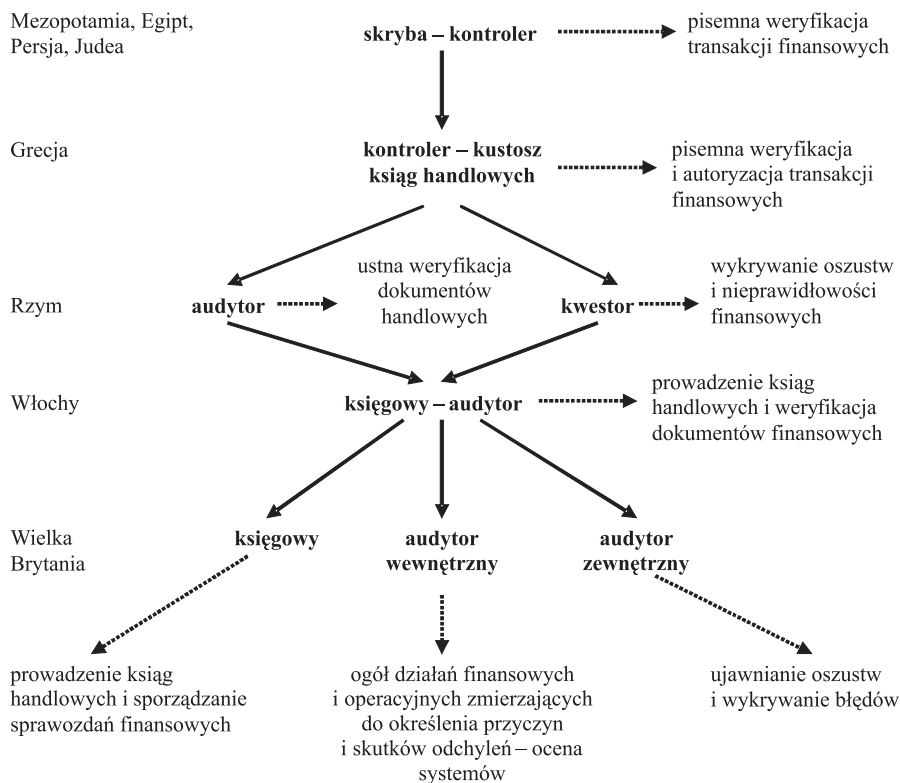 Mezopotamia, Egipt,
Persja, Judea
skryba – kontroler
pisemna weryfikacja
transakcji finansowych
Grecja
kontroler – kustosz
ksiąg handlowych
pisemna weryfikacja
i autoryzacja transakcji
finansowych
Rzym
audytor
ustna weryfikacja
dokumentów
handlowych
kwestor
wykrywanie oszustw
i nieprawidłowości
finansowych
Włochy
księgowy – audytor
prowadzenie ksiąg
handlowych i weryfikacja
dokumentów finansowych
Wielka
Brytania
księgowy
audytor
wewnętrzny
audytor
zewnętrzny
prowadzenie ksiąg
handlowych i sporządzanie
sprawozdań finansowych
ogół działań finansowych
i operacyjnych zmierzających
do określenia przyczyn
i skutków odchyleń – ocena
systemów
ujawnianie oszustw
i wykrywanie błędów